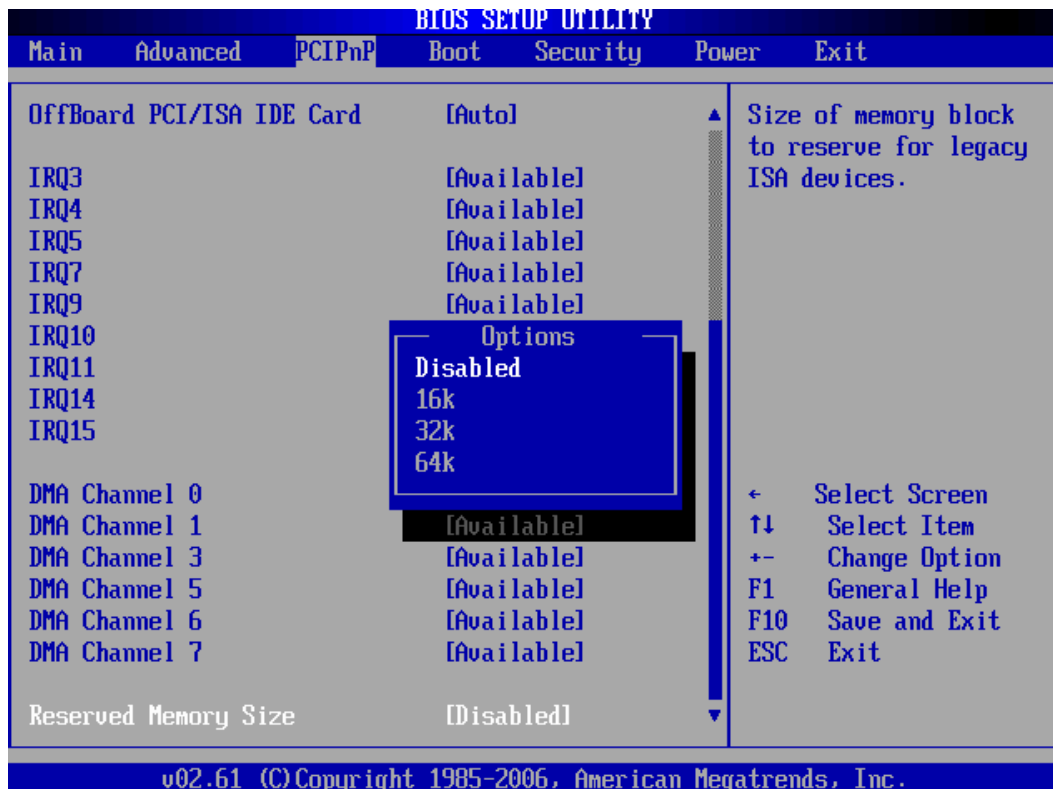 BIOS SETUP UTILITY
Main Advanced PCIPnP Boot Security Power Exit
OffBoard PCI/ISA IDE Card [Auto]
IRQ3 [Available]
IRQ4 [Available]
IRQ5 [Available]
IRQ7 [Available]
IRQ9 [Available]
IRQ10
IRQ11
IRQ14
IRQ15
DMA Channel 0
DMA Channel 1 [Available]
DMA Channel 3 [Available]
DMA Channel 5 [Available]
DMA Channel 6 [Available]
DMA Channel 7 [Available]
Reserved Memory Size [Disabled]
Options
Disabled
16k
32k
64k
Size of memory block
to reserve for legacy
ISA devices.
← Select Screen
↑↓ Select Item
+- Change Option
F1 General Help
F10 Save and Exit
ESC Exit
v02.61 (C)Copyright 1985-2006, American Megatrends, Inc.